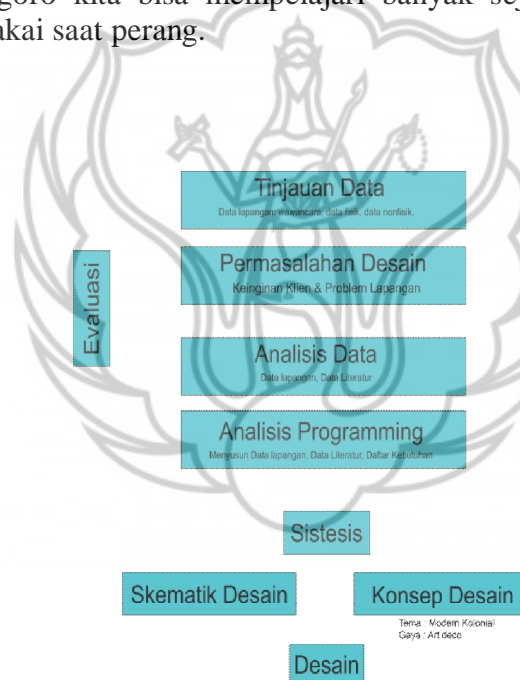 goro kita bisa mempelajari banyak sej
akai saat perang.
Tinjauan Data
Data lapangan: wawancara, data fisik, data nonfisik.
Evaluasi
Permasalahan Desain
Keinginan Klien & Problem Lapangan
Analisis Data
Data lapangan, Data Literatur
Analisis Programming
Menyusun Data lapangan, Data Literatur, Daftar Kebutuhan
Sistesis
Skematik Desain
Konsep Desain
Tema : Modern Kolonial
Gaya : Art deco
Desain